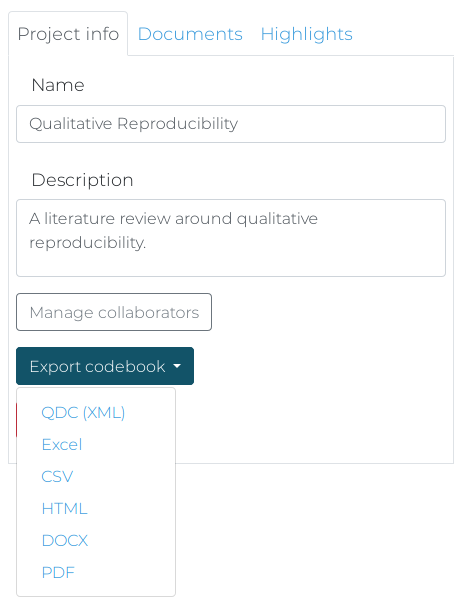 Project info Documents Highlights
Name
Qualitative Reproducibility
Description
A literature review around qualitative
reproducibility.
Manage collaborators
Export codebook
QDC (XML)
Excel
CSV
HTML
DOCX
PDF